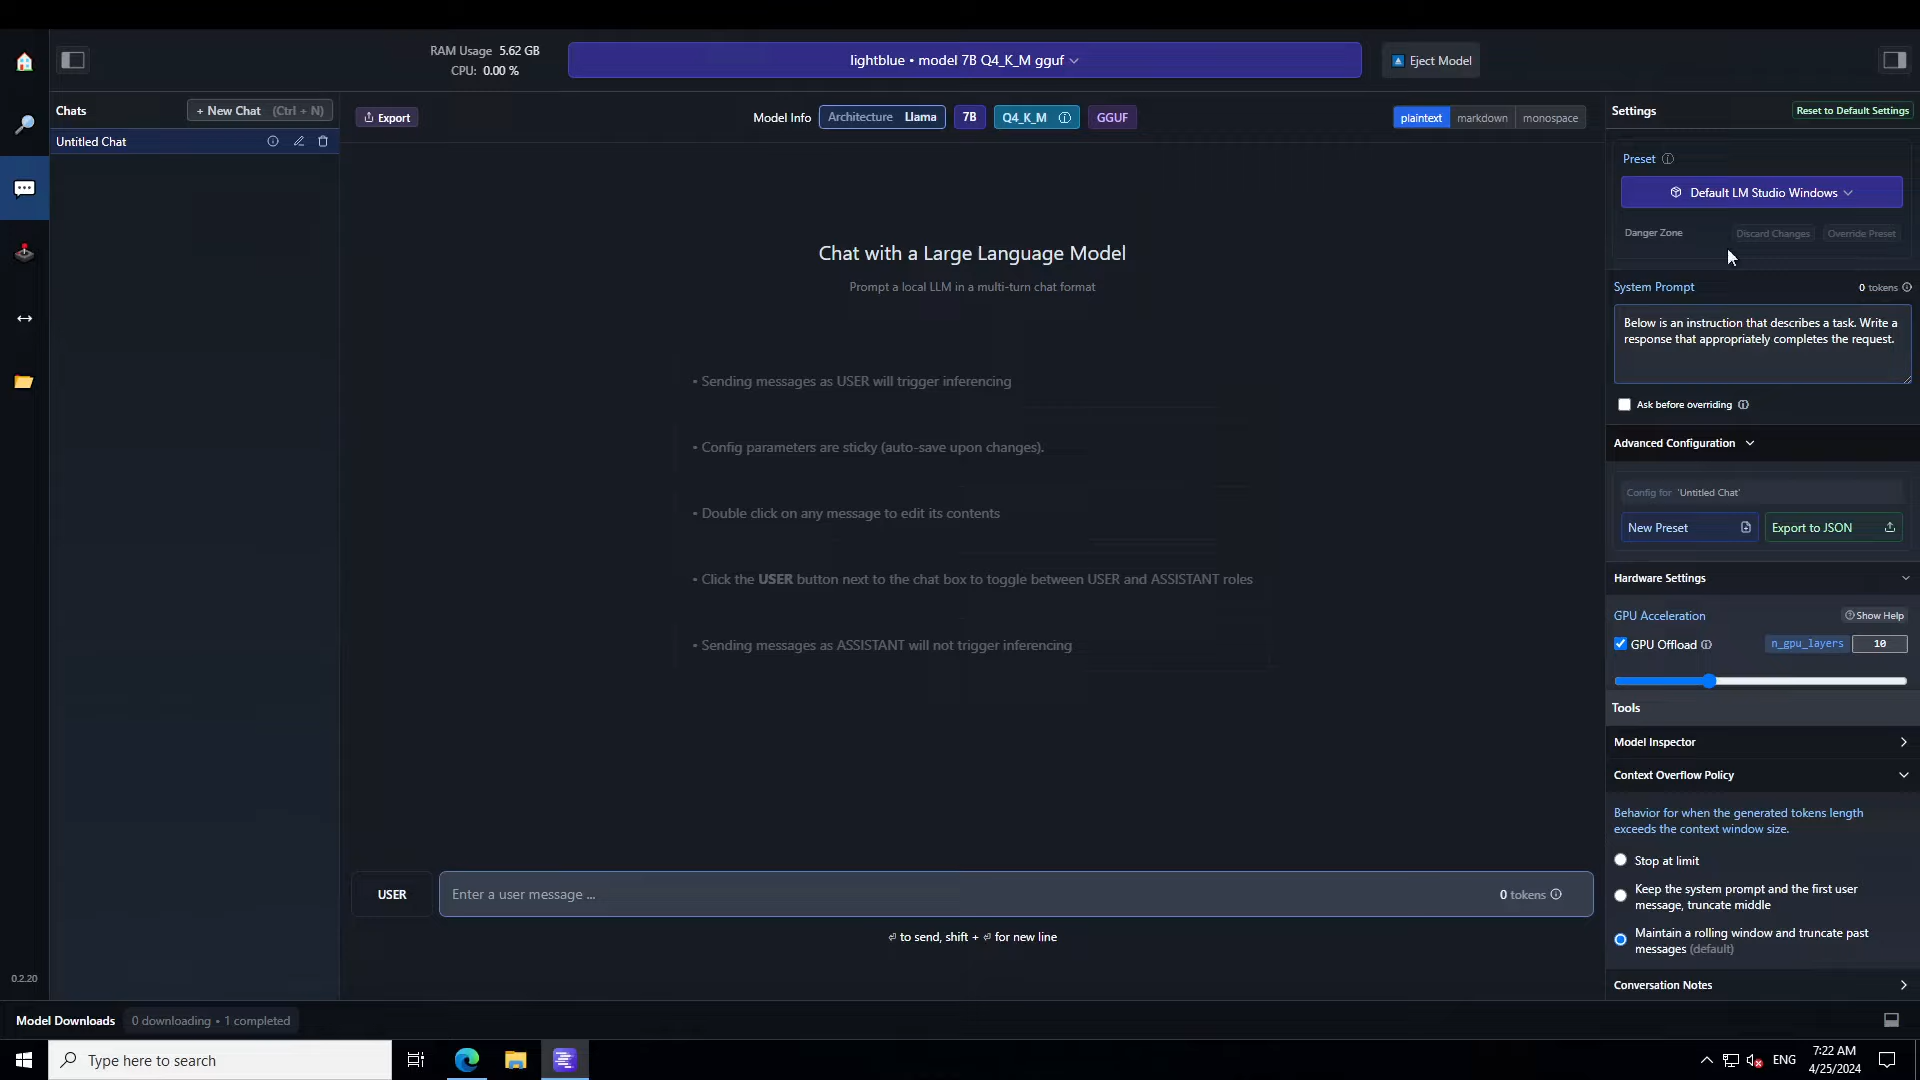 RAM Usage 5.62 GB
CPU: 0.00 %
lightblue • model 7B Q4_K_M gguf
Eject Model
Chats
+ New Chat (Ctrl + N)
Untitled Chat
Export
Model Info
Architecture Llama
7B
Q4_K_M
GGUF
plaintext
markdown
monospace
Chat with a Large Language Model
Prompt a local LLM in a multi-turn chat format
• Sending messages as USER will trigger inferencing
• Config parameters are sticky (auto-save upon changes).
• Double click on any message to edit its contents
• Click the USER button next to the chat box to toggle between USER and ASSISTANT roles
• Sending messages as ASSISTANT will not trigger inferencing
USER
Enter a user message ...
0 tokens
⏎ to send, shift + ⏎ for new line
Settings
Reset to Default Settings
Preset
Default LM Studio Windows
Danger Zone
Discard Changes
Override Preset
System Prompt
0 tokens
Below is an instruction that describes a task. Write a
response that appropriately completes the request.
Ask before overriding
Advanced Configuration
Config for 'Untitled Chat'
New Preset
Export to JSON
Hardware Settings
GPU Acceleration
Show Help
GPU Offload
n_gpu_layers
10
Tools
Model Inspector
Context Overflow Policy
Behavior for when the generated tokens length
exceeds the context window size.
Stop at limit
Keep the system prompt and the first user
message, truncate middle
Maintain a rolling window and truncate past
messages (default)
Conversation Notes
0.2.20
Model Downloads
0 downloading • 1 completed
Type here to search
ENG
7:22 AM
4/25/2024